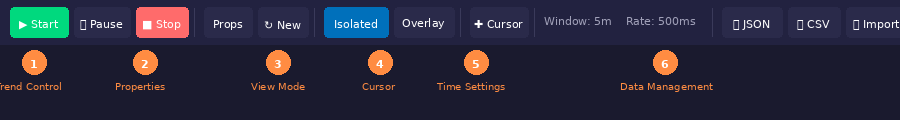 ▶ Start Pause ■ Stop Props ↻ New Isolated Overlay ✚ Cursor Window: 5m Rate: 500ms JSON CSV Import
1 2 3 4 5 6
Trend Control Properties View Mode Cursor Time Settings Data Management